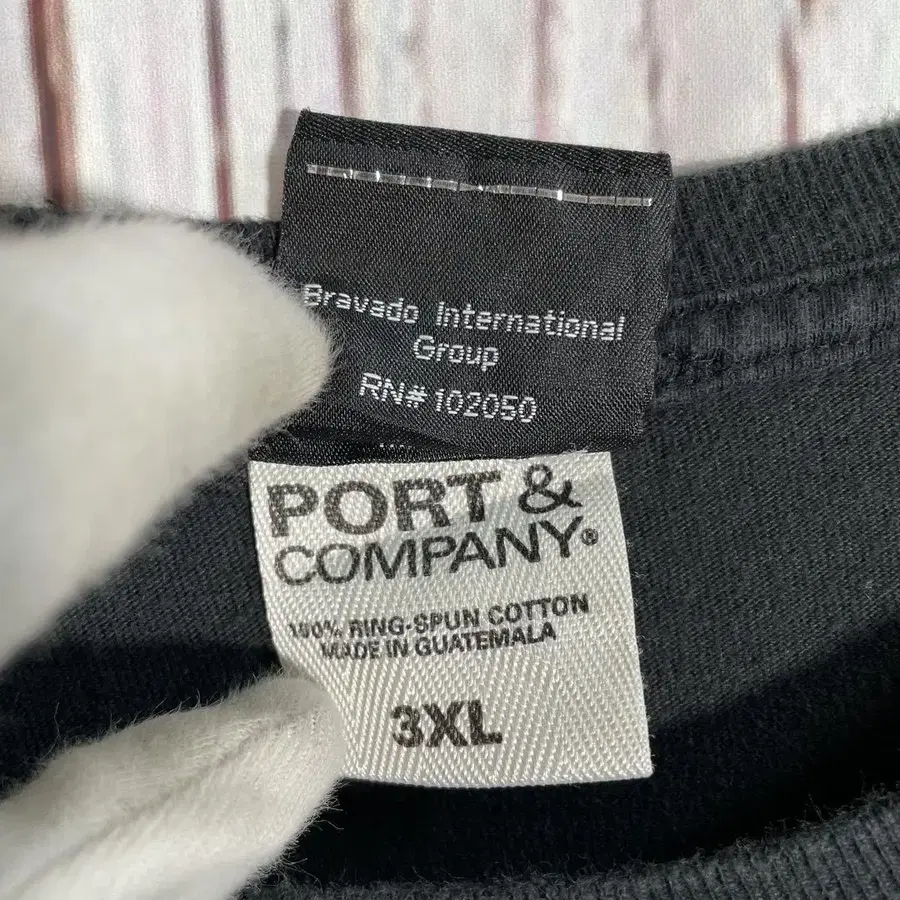 Bravado International
Group
RN# 102050
PORT &
COMPANY®
100% RING-SPUN COTTON
MADE IN GUATEMALA
3XL